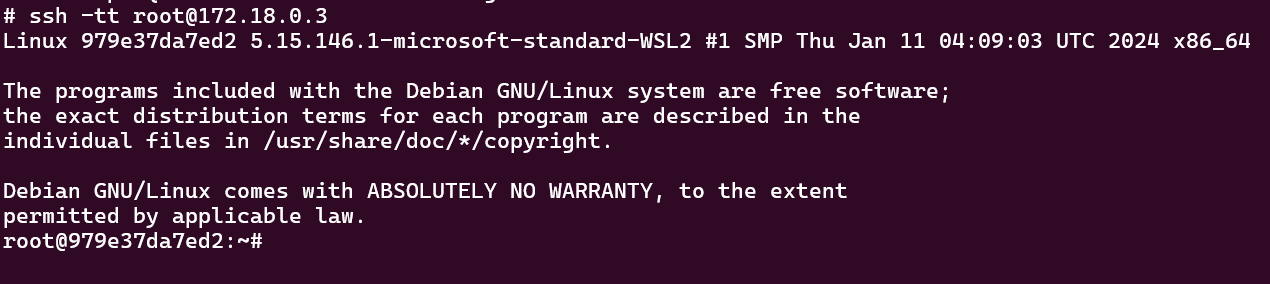 # ssh -tt root@172.18.0.3
Linux 979e37da7ed2 5.15.146.1-microsoft-standard-WSL2 #1 SMP Thu Jan 11 04:09:03 UTC 2024 x86_64
The programs included with the Debian GNU/Linux system are free software;
the exact distribution terms for each program are described in the
individual files in /usr/share/doc/*/copyright.
Debian GNU/Linux comes with ABSOLUTELY NO WARRANTY, to the extent
permitted by applicable law.
root@979e37da7ed2:~#